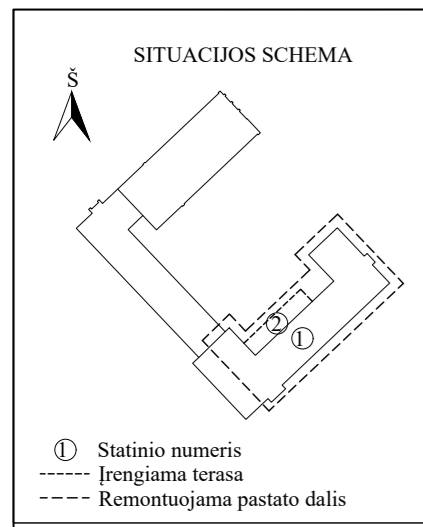 SITUACIJOS SCHEMA
Š
2
1
1 Statinio numeris
Įrengiama terasa
Remontuojama pastato dalis